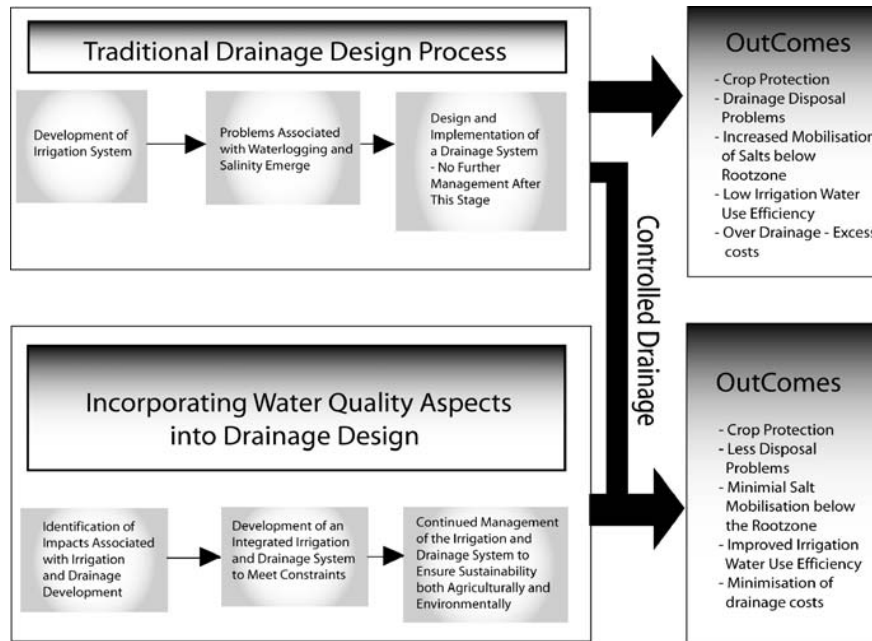 Traditional Drainage Design Process
Development of
Irrigation System
Problems Associated
with Waterlogging and
Salinity Emerge
Design and
Implementation of
a Drainage System
- No Further
Management After
This Stage
OutComes
- Crop Protection
- Drainage Disposal
Problems
- Increased Mobilisation
of Salts below
Rootzone
- Low Irrigation Water
Use Efficiency
- Over Drainage - Excess
costs
Controlled Drainage
Incorporating Water Quality Aspects
into Drainage Design
Identification of
Impacts Associated
with Irrigation
and Drainage
Development
Development of an
Integrated Irrigation
and Drainage System
to Meet Constraints
Continued Management
of the Irrigation and
Drainage System to
Ensure Sustainability
both Agriculturally and
Environmentally
OutComes
- Crop Protection
- Less Disposal
Problems
- Minimial Salt
Mobilisation below
the Rootzone
- Improved Irrigation
Water Use Efficiency
- Minimisation of
drainage costs